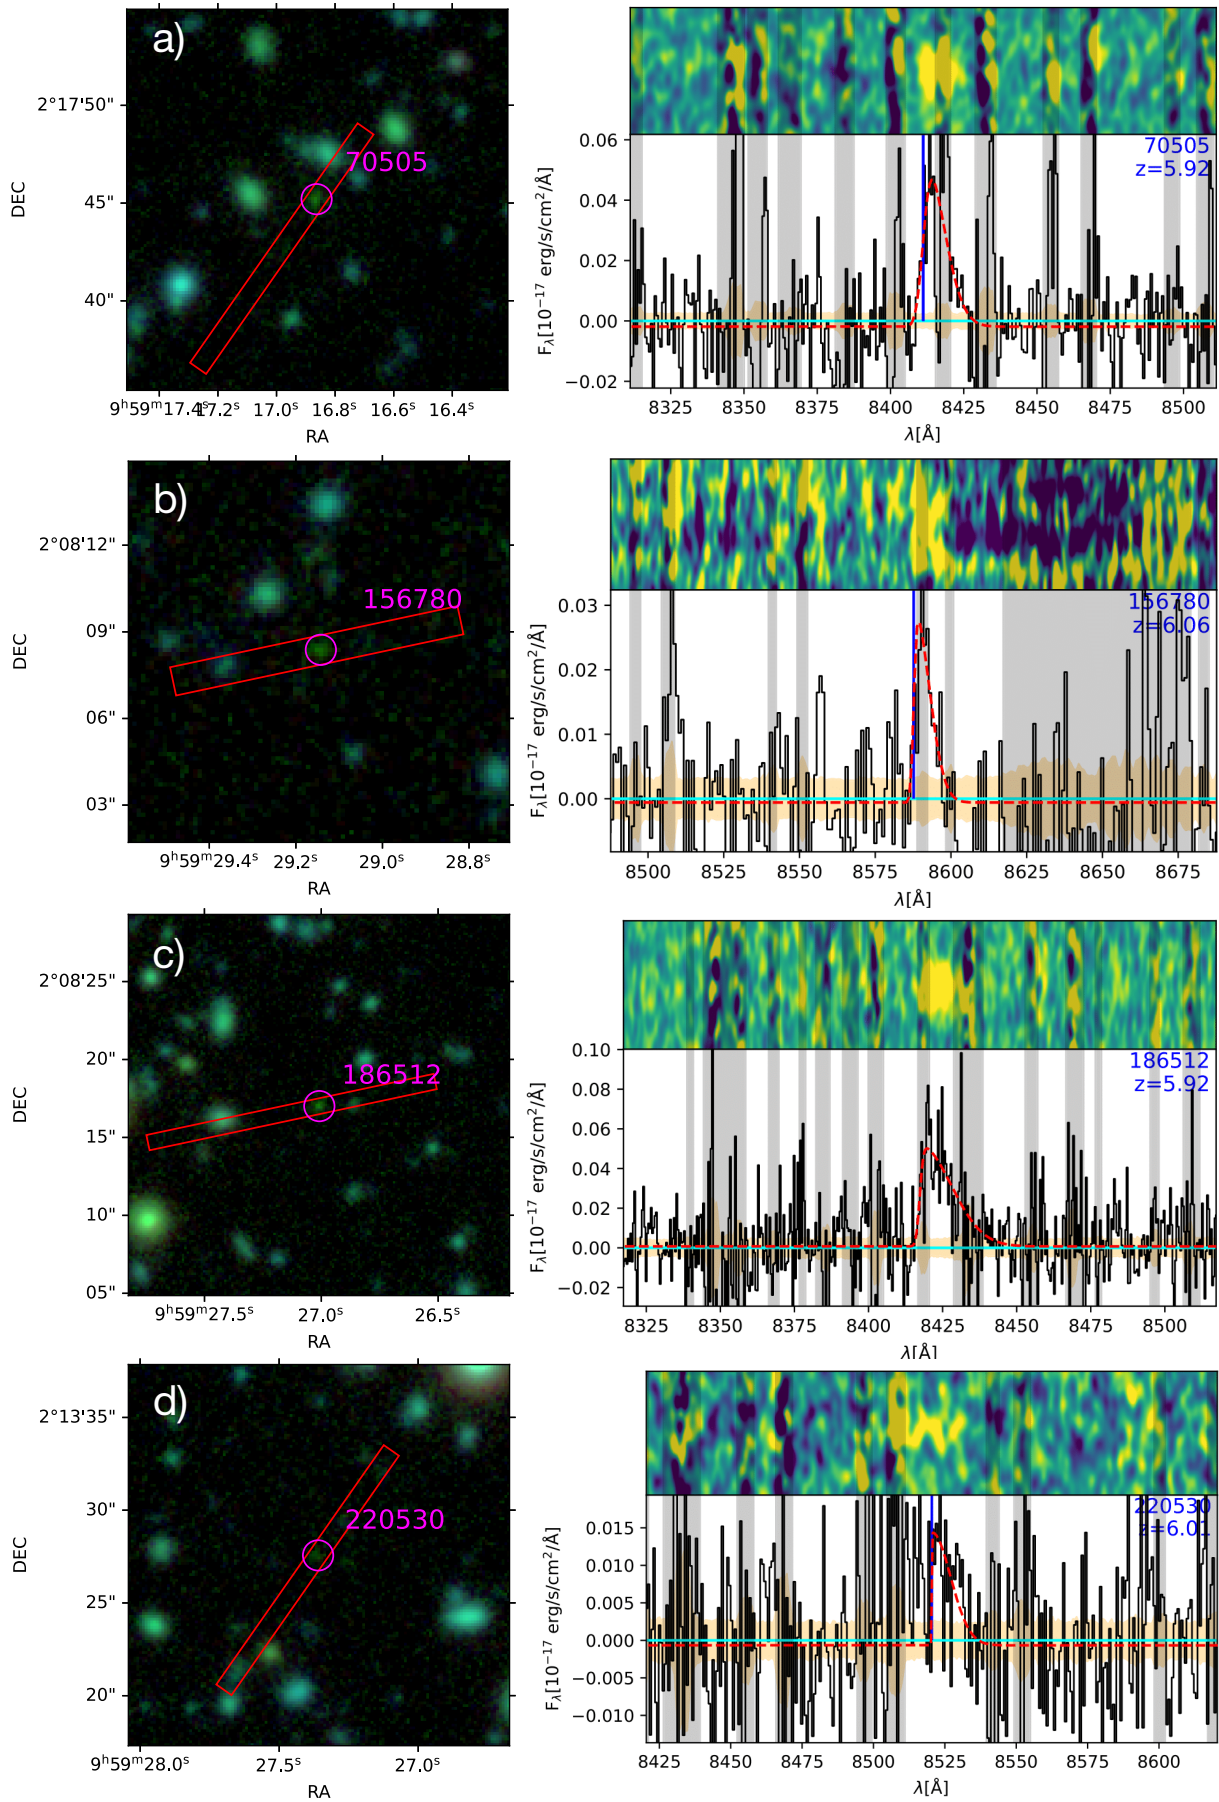 a)
70505
2°17'50"
45"
40"
DEC
9ʰ59ᵐ17.4ˢ 17.2ˢ 17.0ˢ 16.8ˢ 16.6ˢ 16.4ˢ
RA
70505
z=5.92
0.06
0.04
0.02
0.00
−0.02
F_λ[10⁻¹⁷ erg/s/cm²/Å]
8325 8350 8375 8400 8425 8450 8475 8500
λ[Å]
b)
156780
2°08'12"
09"
06"
03"
DEC
9ʰ59ᵐ29.4ˢ 29.2ˢ 29.0ˢ 28.8ˢ
RA
156780
z=6.06
0.03
0.02
0.01
0.00
F_λ[10⁻¹⁷ erg/s/cm²/Å]
8500 8525 8550 8575 8600 8625 8650 8675
λ[Å]
c)
186512
2°08'25"
20"
15"
10"
05"
DEC
9ʰ59ᵐ27.5ˢ 27.0ˢ 26.5ˢ
RA
186512
z=5.92
0.10
0.08
0.06
0.04
0.02
0.00
−0.02
F_λ[10⁻¹⁷ erg/s/cm²/Å]
8325 8350 8375 8400 8425 8450 8475 8500
λ[Å]
d)
220530
2°13'35"
30"
25"
20"
DEC
9ʰ59ᵐ28.0ˢ 27.5ˢ 27.0ˢ
RA
220530
z=6.01
0.015
0.010
0.005
0.000
−0.005
−0.010
F_λ[10⁻¹⁷ erg/s/cm²/Å]
8425 8450 8475 8500 8525 8550 8575 8600
λ[Å]